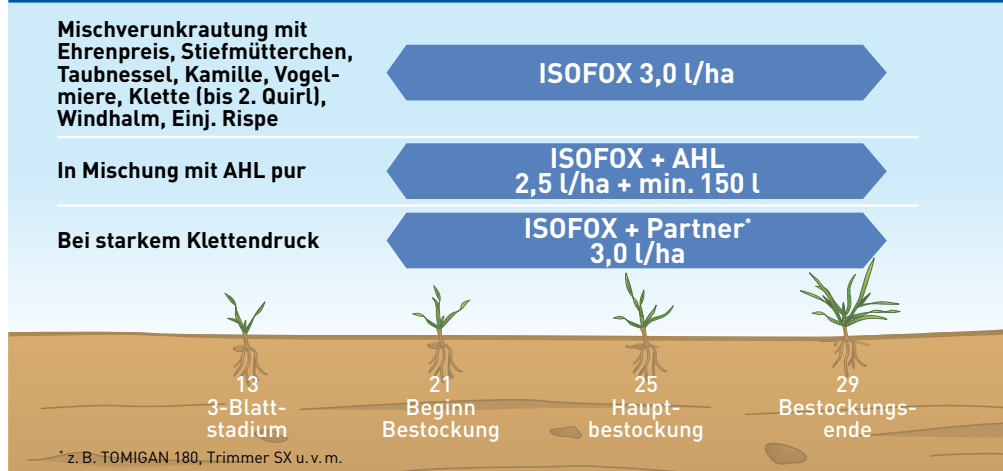 Mischverunkrautung mit
Ehrenpreis, Stiefmütterchen,
Taubnessel, Kamille, Vogel-
miere, Klette (bis 2. Quirl),
Windhalm, Einj. Rispe
ISOFOX 3,0 l/ha
In Mischung mit AHL pur
ISOFOX + AHL
2,5 l/ha + min. 150 l
Bei starkem Klettendruck
ISOFOX + Partner*
3,0 l/ha
13
3-Blatt-
stadium
21
Beginn
Bestockung
25
Haupt-
bestockung
29
Bestockungs-
ende
* z. B. TOMIGAN 180, Trimmer SX u. v. m.